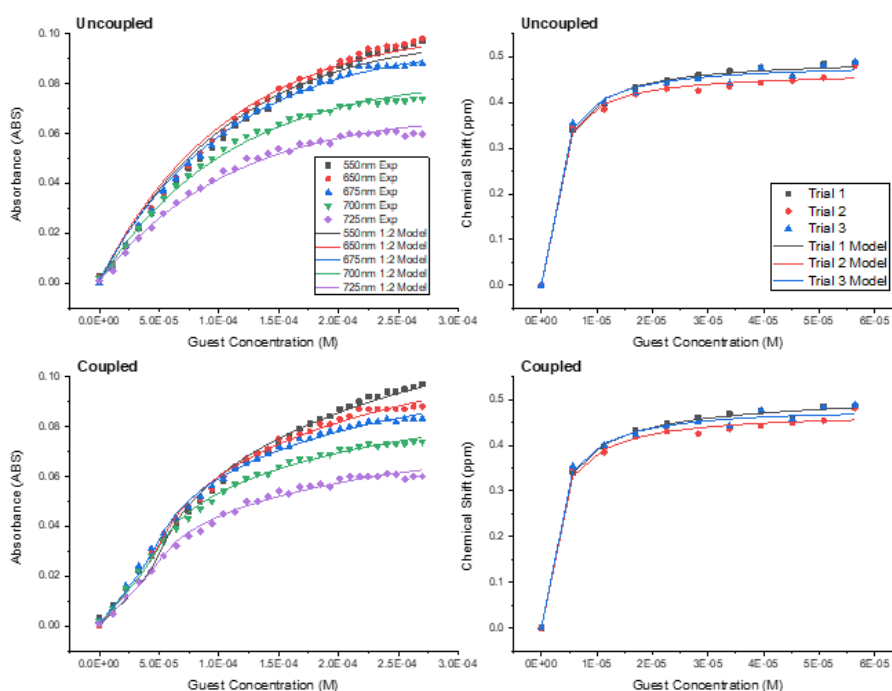 Uncoupled
Absorbance (ABS)
0.10
0.08
0.06
0.04
0.02
0.00
0.0E+00 5.0E-05 1.0E-04 1.5E-04 2.0E-04 2.5E-04 3.0E-04
Guest Concentration (M)
550nm Exp
650nm Exp
675nm Exp
700nm Exp
725nm Exp
550nm 1:2 Model
650nm 1:2 Model
675nm 1:2 Model
700nm 1:2 Model
725nm 1:2 Model
Uncoupled
Chemical Shift (ppm)
0.5
0.4
0.3
0.2
0.1
0.0
0E+00 1E-05 2E-05 3E-05 4E-05 5E-05 6E-05
Guest Concentration (M)
Trial 1
Trial 2
Trial 3
Trial 1 Model
Trial 2 Model
Trial 3 Model
Coupled
Absorbance (ABS)
0.10
0.08
0.06
0.04
0.02
0.00
0.0E+00 5.0E-05 1.0E-04 1.5E-04 2.0E-04 2.5E-04 3.0E-04
Guest Concentration (M)
Coupled
Chemical Shift (ppm)
0.5
0.4
0.3
0.2
0.1
0.0
0E+00 1E-05 2E-05 3E-05 4E-05 5E-05 6E-05
Guest Concentration (M)